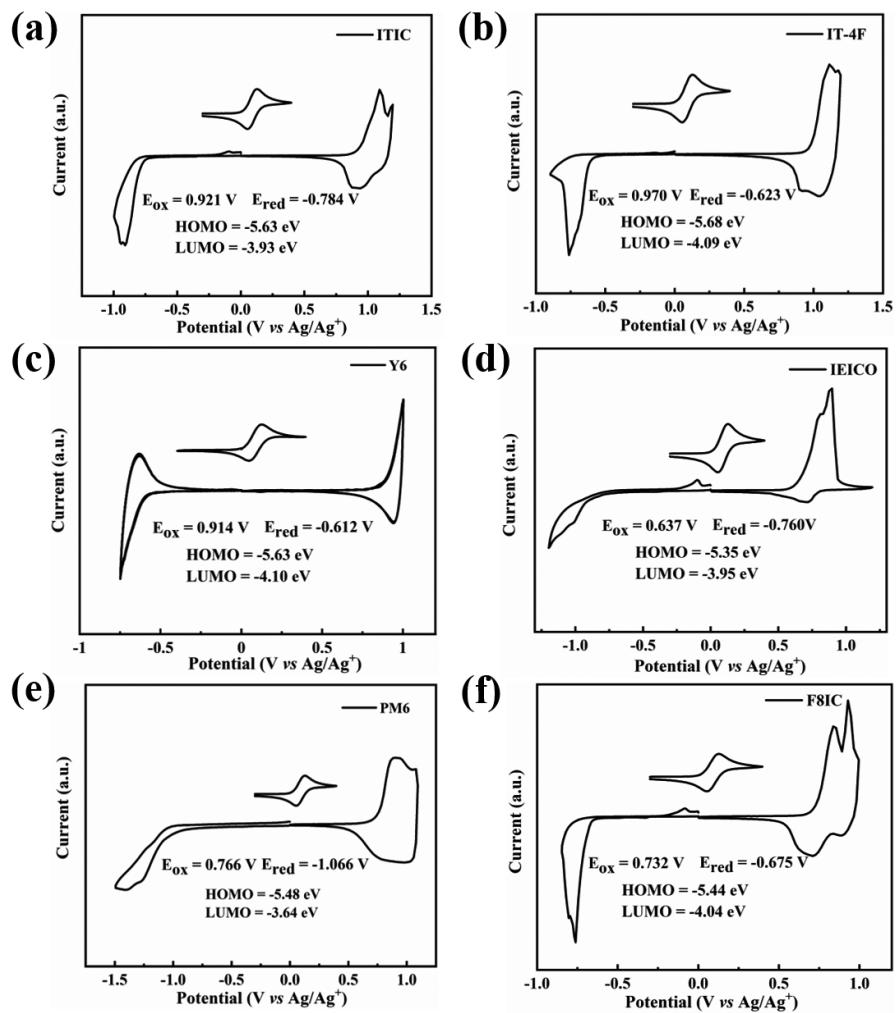 (a)
ITIC
Current (a.u.)
E_ox = 0.921 V E_red = -0.784 V
HOMO = -5.63 eV
LUMO = -3.93 eV
-1.0 -0.5 0.0 0.5 1.0 1.5
Potential (V vs Ag/Ag⁺)
(b)
IT-4F
Current (a.u.)
E_ox = 0.970 V E_red = -0.623 V
HOMO = -5.68 eV
LUMO = -4.09 eV
-1.0 -0.5 0.0 0.5 1.0 1.5
Potential (V vs Ag/Ag⁺)
(c)
Y6
Current (a.u.)
E_ox = 0.914 V E_red = -0.612 V
HOMO = -5.63 eV
LUMO = -4.10 eV
-1 -0.5 0 0.5 1
Potential (V vs Ag/Ag⁺)
(d)
IEICO
Current (a.u.)
E_ox = 0.637 V E_red = -0.760V
HOMO = -5.35 eV
LUMO = -3.95 eV
-1.0 -0.5 0.0 0.5 1.0
Potential (V vs Ag/Ag⁺)
(e)
PM6
Current (a.u.)
E_ox = 0.766 V E_red = -1.066 V
HOMO = -5.48 eV
LUMO = -3.64 eV
-1.5 -1.0 -0.5 0.0 0.5 1.0
Potential (V vs Ag/Ag⁺)
(f)
F8IC
Current (a.u.)
E_ox = 0.732 V E_red = -0.675 V
HOMO = -5.44 eV
LUMO = -4.04 eV
-1.0 -0.5 0.0 0.5 1.0
Potential (V vs Ag/Ag⁺)